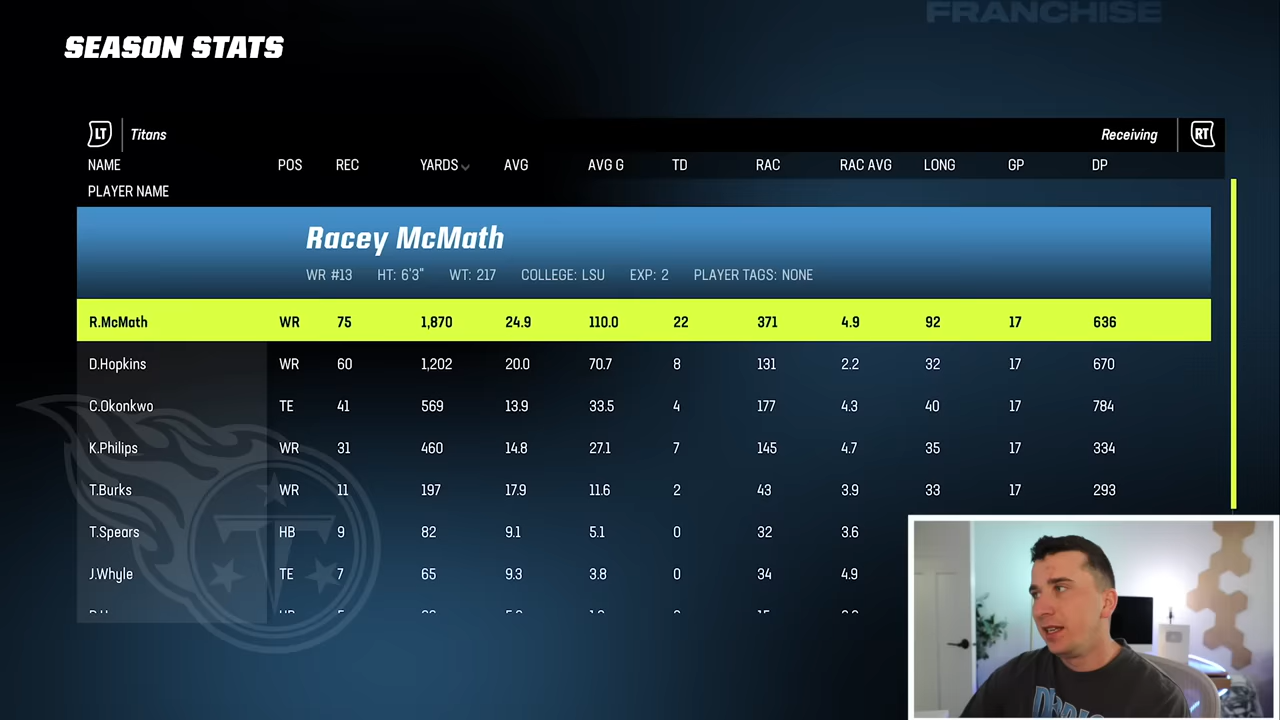 FRANCHISE
SEASON STATS
LT Titans Receiving RT
NAME POS REC YARDS AVG AVG G TD RAC RAC AVG LONG GP DP
PLAYER NAME
Racey McMath
WR #13 HT: 6'3" WT: 217 COLLEGE: LSU EXP: 2 PLAYER TAGS: NONE
R.McMath WR 75 1,870 24.9 110.0 22 371 4.9 92 17 636
D.Hopkins WR 60 1,202 20.0 70.7 8 131 2.2 32 17 670
C.Okonkwo TE 41 569 13.9 33.5 4 177 4.3 40 17 784
K.Philips WR 31 460 14.8 27.1 7 145 4.7 35 17 334
T.Burks WR 11 197 17.9 11.6 2 43 3.9 33 17 293
T.Spears HB 9 82 9.1 5.1 0 32 3.6
J.Whyle TE 7 65 9.3 3.8 0 34 4.9